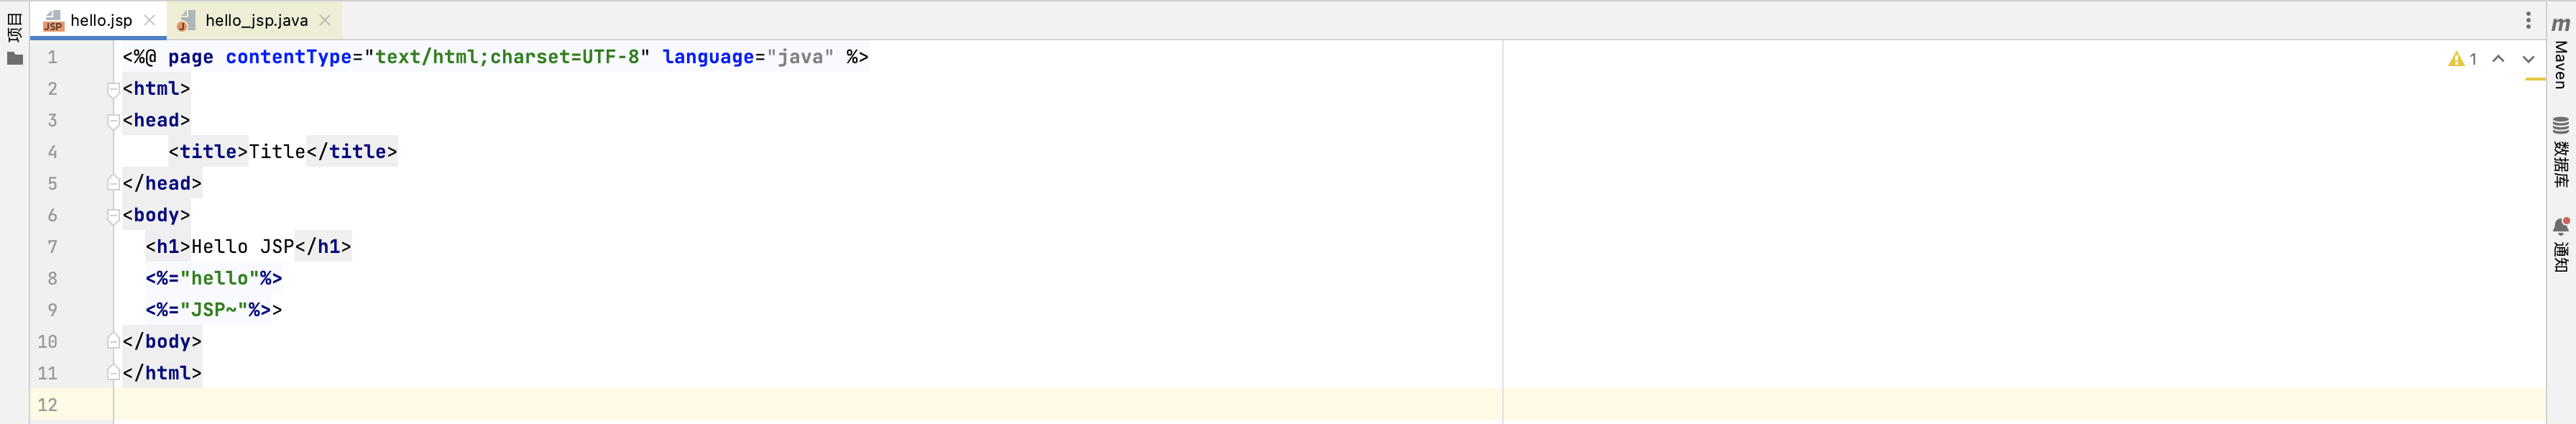 项目
hello.jsp
hello_jsp.java
1 <%@ page contentType="text/html;charset=UTF-8" language="java" %>
2 <html>
3 <head>
4     <title>Title</title>
5 </head>
6 <body>
7   <h1>Hello JSP</h1>
8   <%="hello"%>
9   <%="JSP~"%>>
10 </body>
11 </html>
12
1
m
Maven
数据库
通知
JSP
J